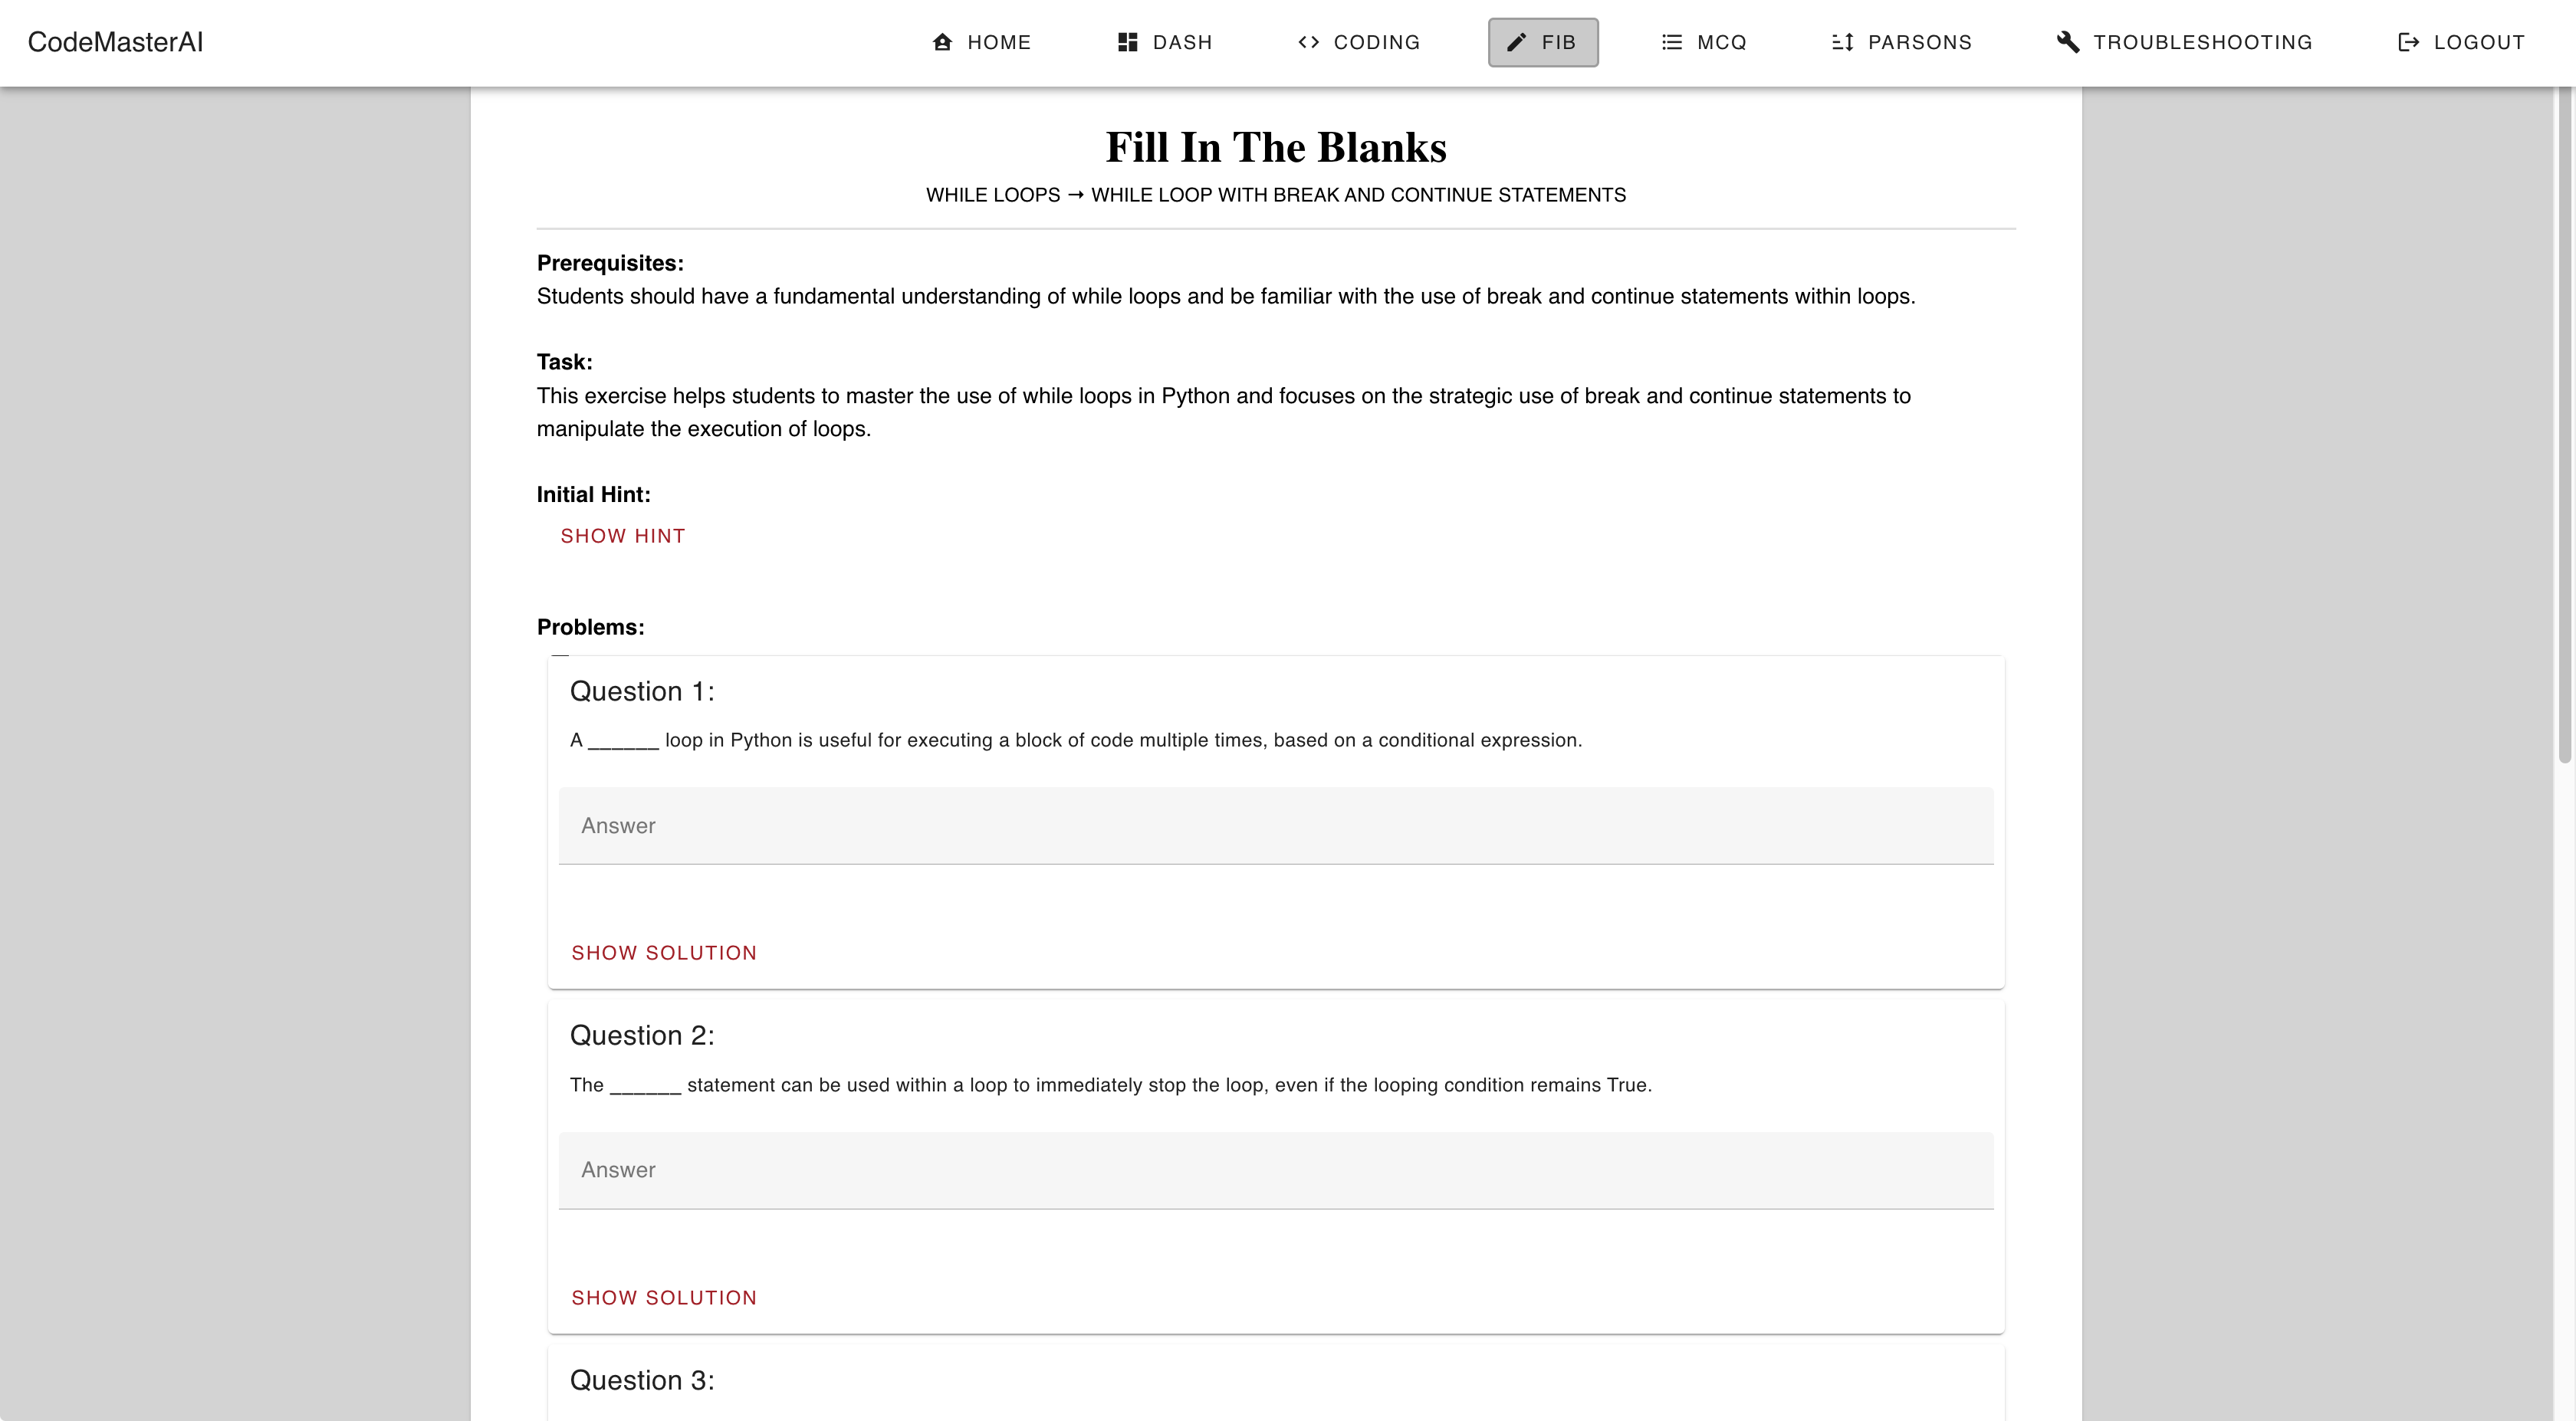 CodeMasterAI
HOME
DASH
CODING
FIB
MCQ
PARSONS
TROUBLESHOOTING
LOGOUT
Fill In The Blanks
WHILE LOOPS → WHILE LOOP WITH BREAK AND CONTINUE STATEMENTS
Prerequisites:
Students should have a fundamental understanding of while loops and be familiar with the use of break and continue statements within loops.
Task:
This exercise helps students to master the use of while loops in Python and focuses on the strategic use of break and continue statements to
manipulate the execution of loops.
Initial Hint:
SHOW HINT
Problems:
Question 1:
A ______ loop in Python is useful for executing a block of code multiple times, based on a conditional expression.
Answer
SHOW SOLUTION
Question 2:
The ______ statement can be used within a loop to immediately stop the loop, even if the looping condition remains True.
Answer
SHOW SOLUTION
Question 3: